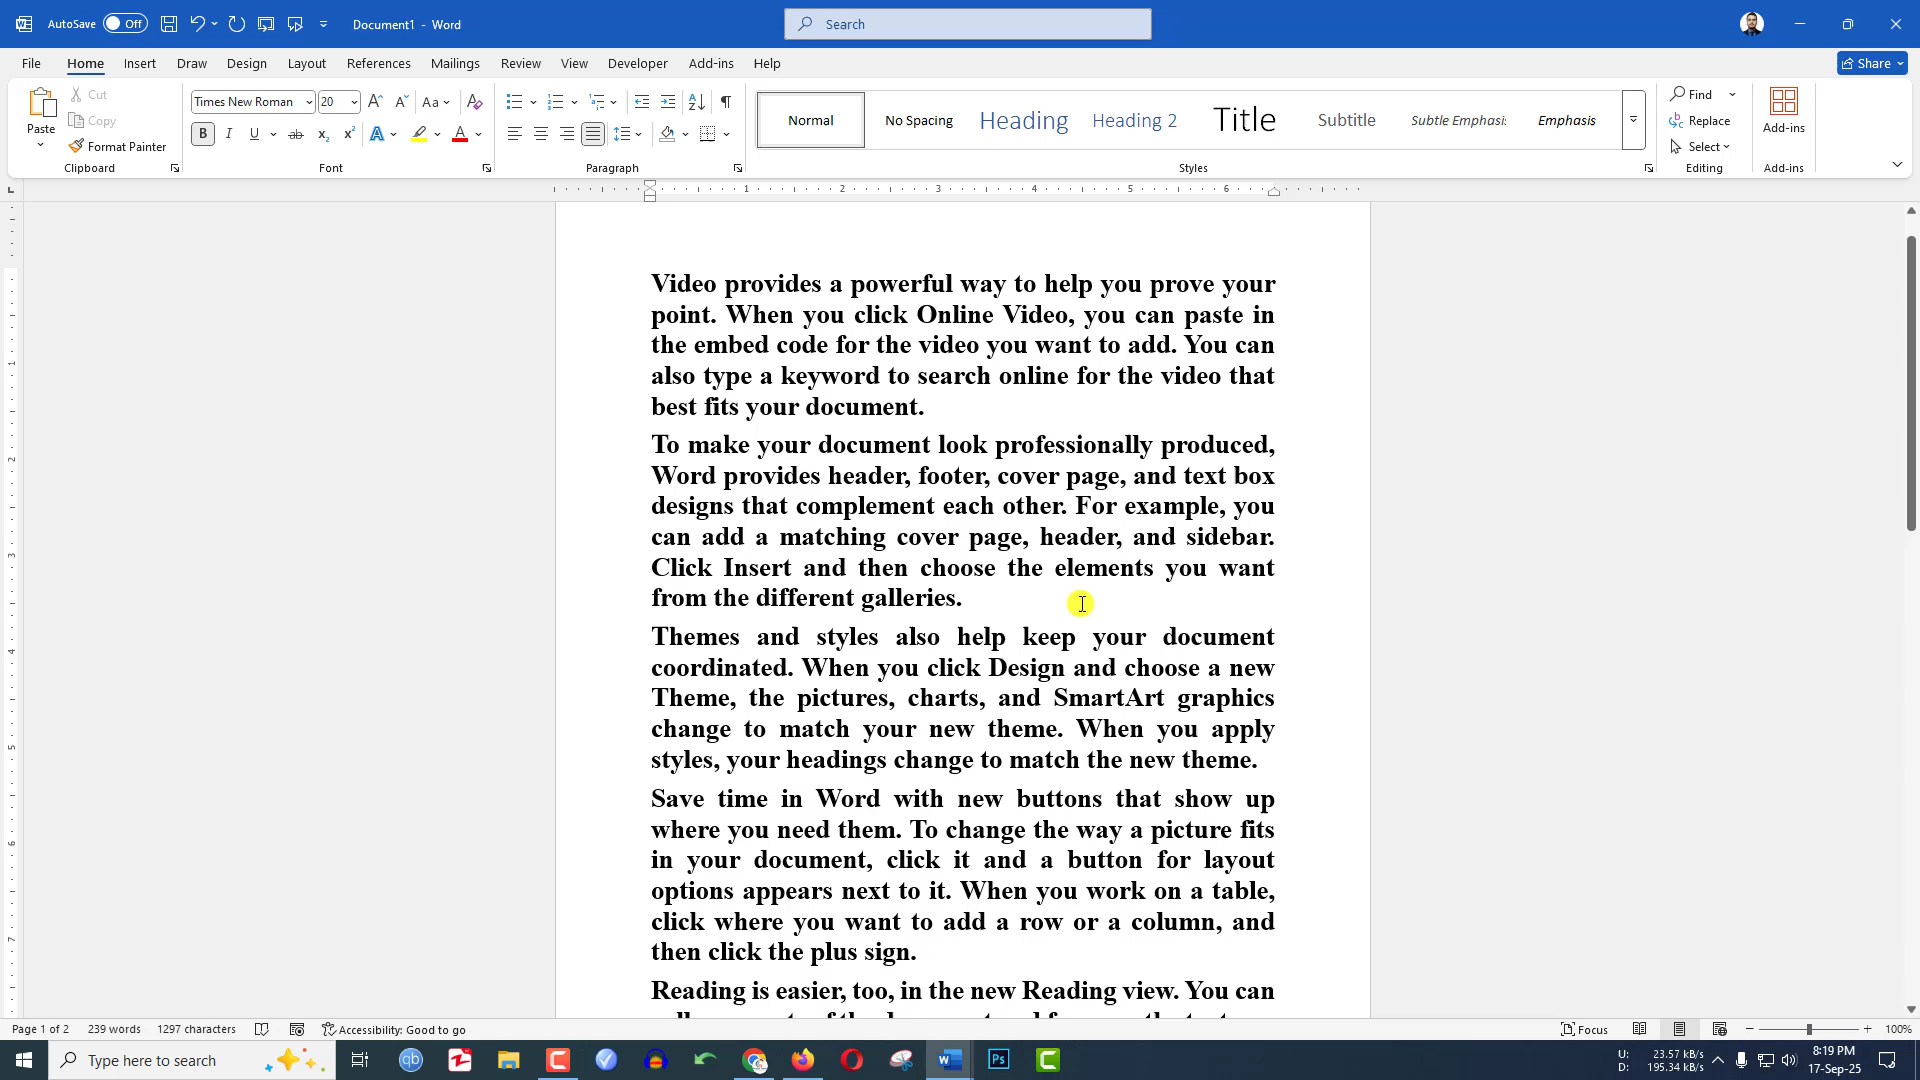 AutoSave Off Document1 - Word Search
File Home Insert Draw Design Layout References Mailings Review View Developer Add-ins Help Share
Paste Cut Copy Format Painter
Clipboard
Times New Roman 20 Aa
B I U ab x₂ x² A A
Font
Paragraph
Normal No Spacing Heading Heading 2 Title Subtitle Subtle Emphasis Emphasis
Styles
Find
Replace
Select
Editing
Add-ins
Add-ins
1 2 3 4 5 6
Video provides a powerful way to help you prove your
point. When you click Online Video, you can paste in
the embed code for the video you want to add. You can
also type a keyword to search online for the video that
best fits your document.
To make your document look professionally produced,
Word provides header, footer, cover page, and text box
designs that complement each other. For example, you
can add a matching cover page, header, and sidebar.
Click Insert and then choose the elements you want
from the different galleries.
Themes and styles also help keep your document
coordinated. When you click Design and choose a new
Theme, the pictures, charts, and SmartArt graphics
change to match your new theme. When you apply
styles, your headings change to match the new theme.
Save time in Word with new buttons that show up
where you need them. To change the way a picture fits
in your document, click it and a button for layout
options appears next to it. When you work on a table,
click where you want to add a row or a column, and
then click the plus sign.
Reading is easier, too, in the new Reading view. You can
Page 1 of 2 239 words 1297 characters Accessibility: Good to go Focus 100%
Type here to search
U: 23.57 kB/s
D: 195.34 kB/s
8:19 PM
17-Sep-25